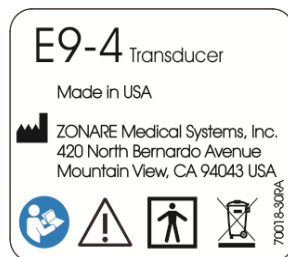 E9-4 Transducer
Made in USA
ZONARE Medical Systems, Inc.
420 North Bernardo Avenue
Mountain View, CA 94043 USA
70018-30RA